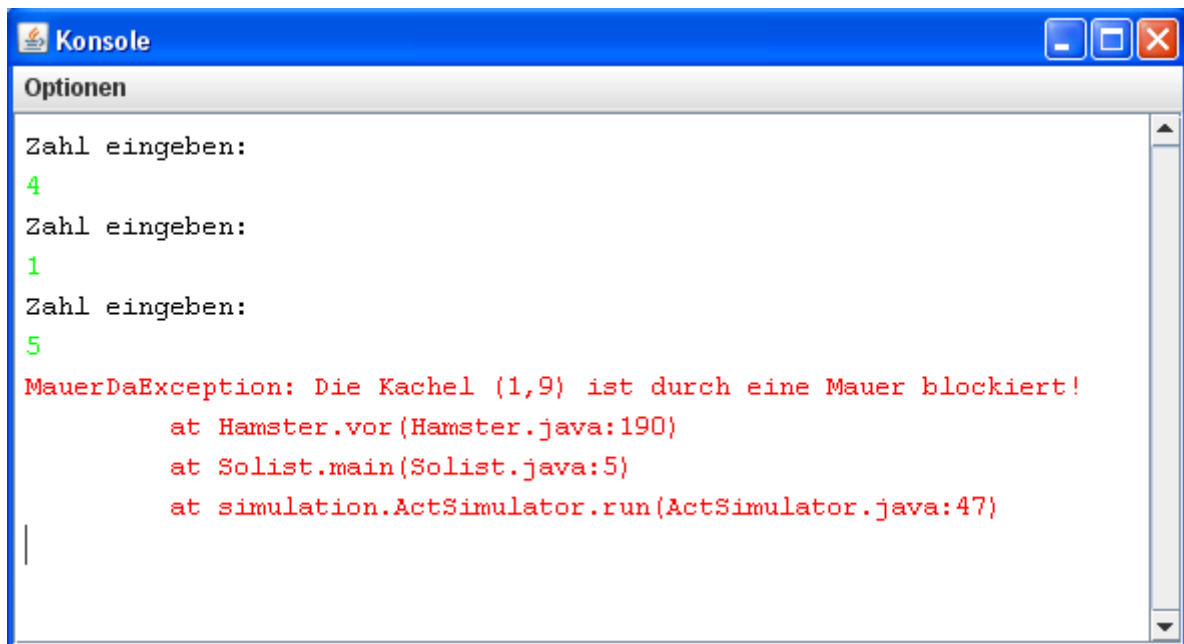 Konsole
Optionen
Zahl eingeben:
4
Zahl eingeben:
1
Zahl eingeben:
5
MauerDaException: Die Kachel (1,9) ist durch eine Mauer blockiert!
at Hamster.vor(Hamster.java:190)
at Solist.main(Solist.java:5)
at simulation.ActSimulator.run(ActSimulator.java:47)